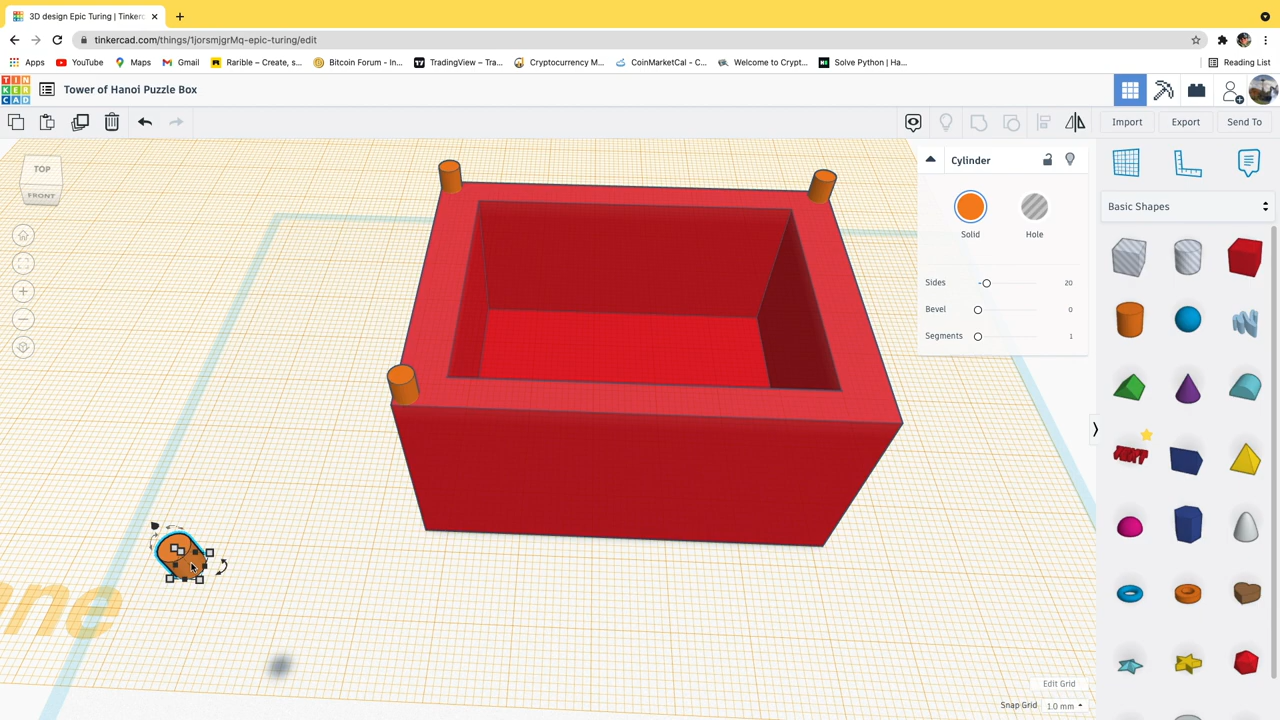 3D design Epic Turing | Tinkerc
tinkercad.com/things/1jorsmjgrMq-epic-turing/edit
Apps YouTube Maps Gmail Rarible – Create, s... Bitcoin Forum - In... TradingView – Tra... Cryptocurrency M... CoinMarketCal - C... Welcome to Crypt... Solve Python | Ha... Reading List
TIN
KER
CAD
Tower of Hanoi Puzzle Box
Import Export Send To
TOP
FRONT
Cylinder
Solid Hole
Sides 20
Bevel 0
Segments 1
Basic Shapes
ne
Edit Grid
Snap Grid 1.0 mm